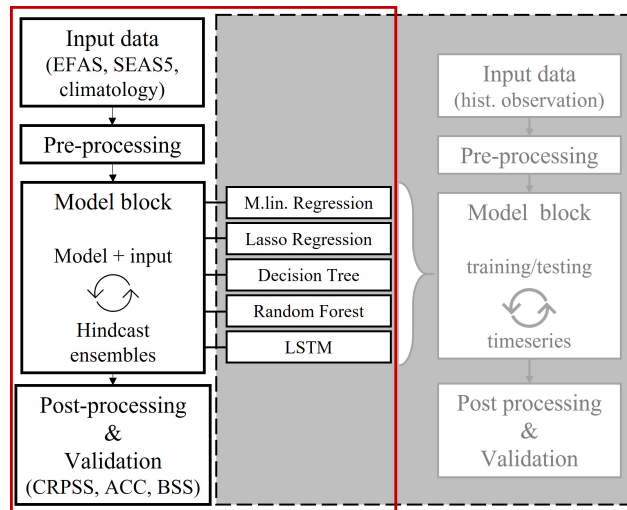 Input data
(EFAS, SEAS5,
climatology)
Pre-processing
Model block
Model + input
Hindcast
ensembles
Post-processing
&
Validation
(CRPSS, ACC, BSS)
M.lin. Regression
Lasso Regression
Decision Tree
Random Forest
LSTM
Input data
(hist. observation)
Pre-processing
Model block
training/testing
timeseries
Post processing
&
Validation